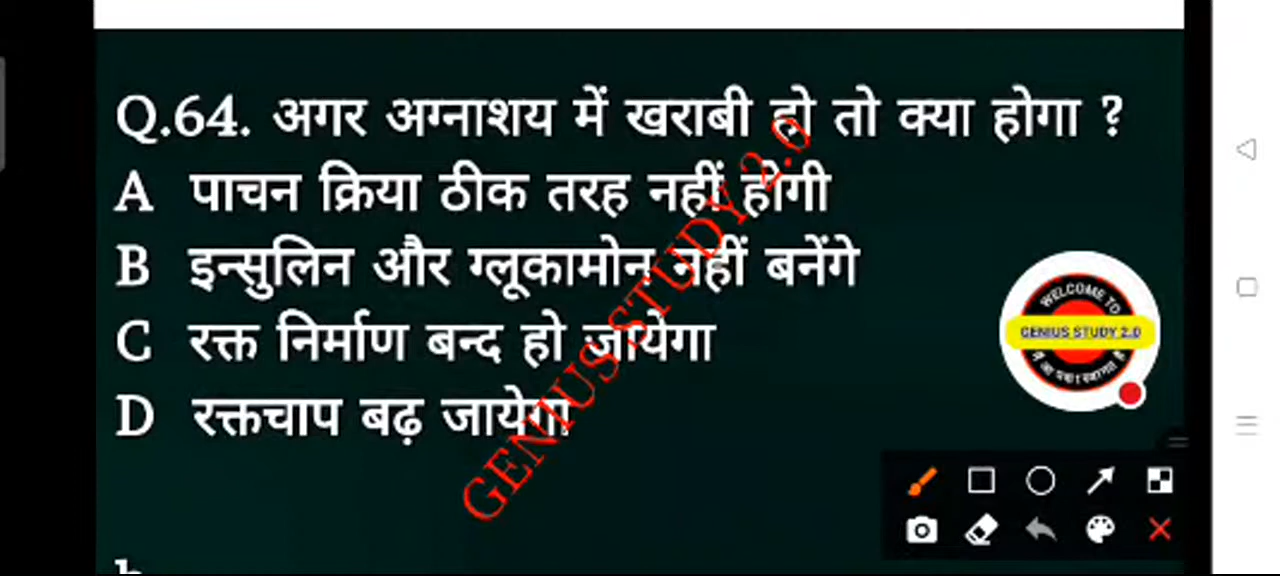 Q.64. अगर अग्नाशय में खराबी हो तो क्या होगा ?
A पाचन क्रिया ठीक तरह नहीं होगी
B इन्सुलिन और ग्लूकामोन नहीं बनेंगे
C रक्त निर्माण बन्द हो जायेगा
D रक्तचाप बढ़ जायेगा
GENIUS STUDY 2.0
WELCOME TO
GENIUS STUDY 2.0